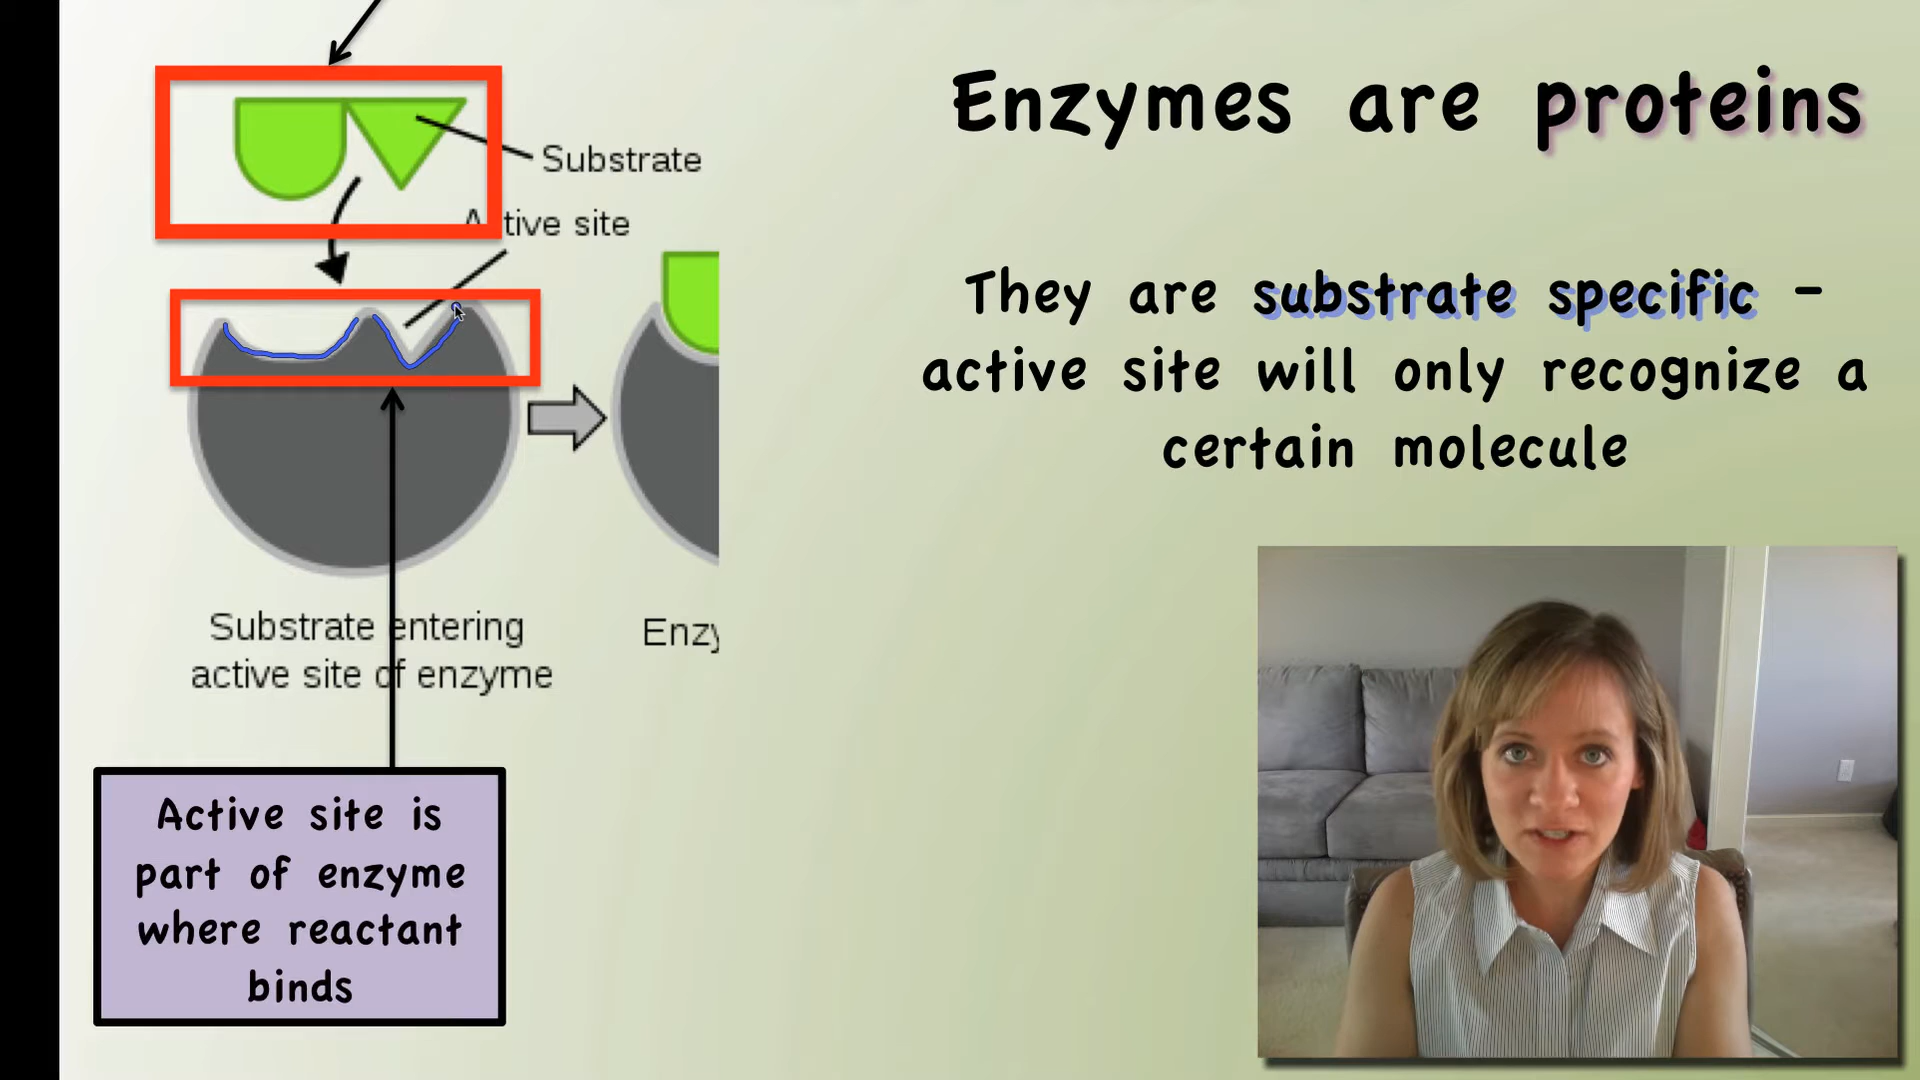 Enzymes are proteins
They are substrate specific -
active site will only recognize a
certain molecule
Substrate
Active site
Substrate entering
active site of enzyme
Enzy
Active site is
part of enzyme
where reactant
binds